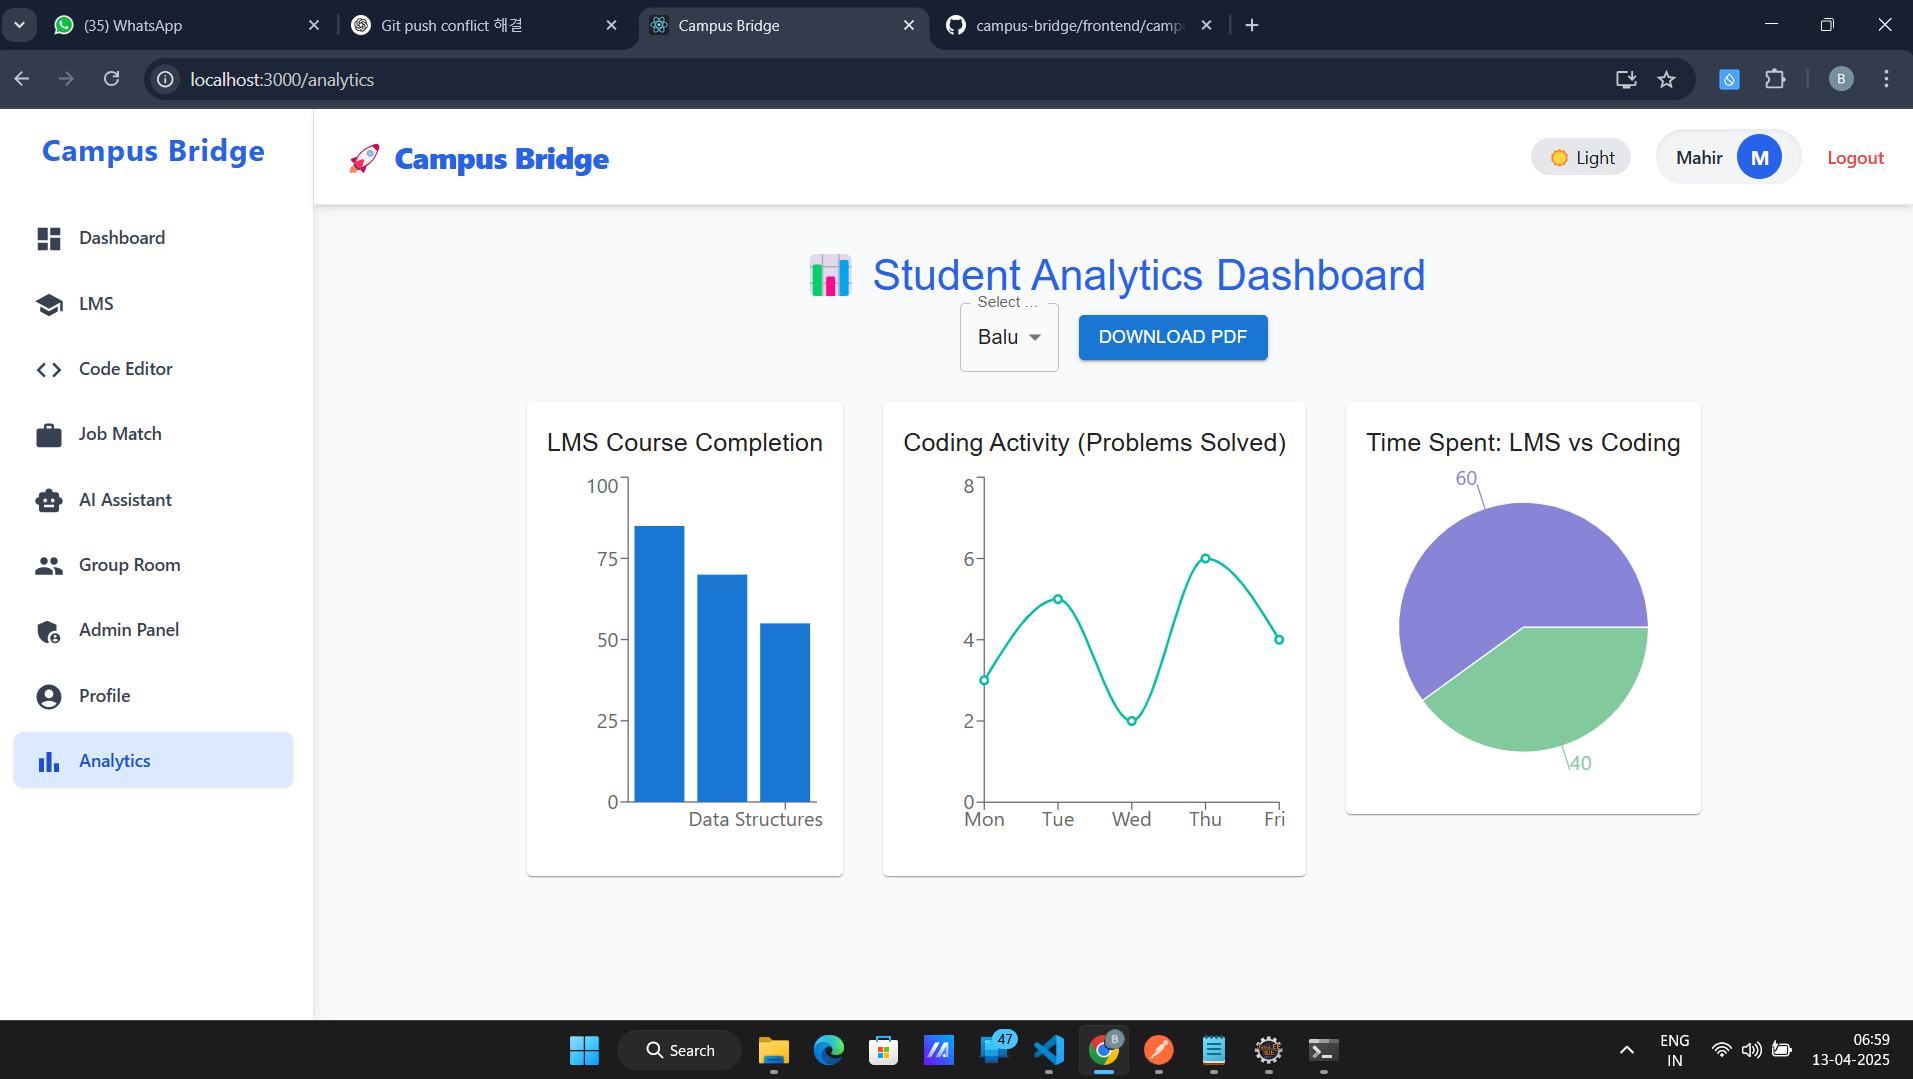 (35) WhatsApp
Git push conflict 해결
Campus Bridge
campus-bridge/frontend/camp
localhost:3000/analytics
B
Campus Bridge
Campus Bridge
Light
Mahir
M
Logout
Dashboard
LMS
Code Editor
Job Match
AI Assistant
Group Room
Admin Panel
Profile
Analytics
Student Analytics Dashboard
Select ...
Balu
DOWNLOAD PDF
LMS Course Completion
100
75
50
25
0
Data Structures
Coding Activity (Problems Solved)
8
6
4
2
0
Mon Tue Wed Thu Fri
Time Spent: LMS vs Coding
60
40
Search
47
B
ENG
IN
06:59
13-04-2025